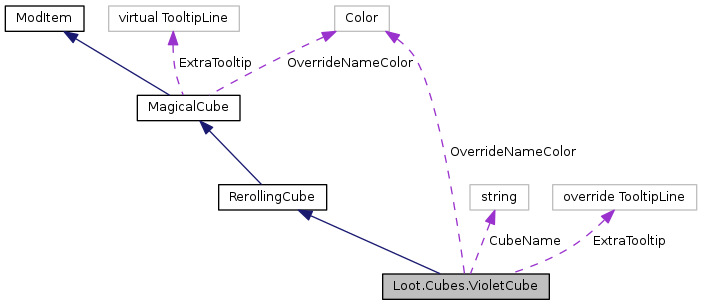 ModItem
virtual TooltipLine
Color
ExtraTooltip
OverrideNameColor
MagicalCube
OverrideNameColor
RerollingCube
string
override TooltipLine
CubeName
ExtraTooltip
Loot.Cubes.VioletCube